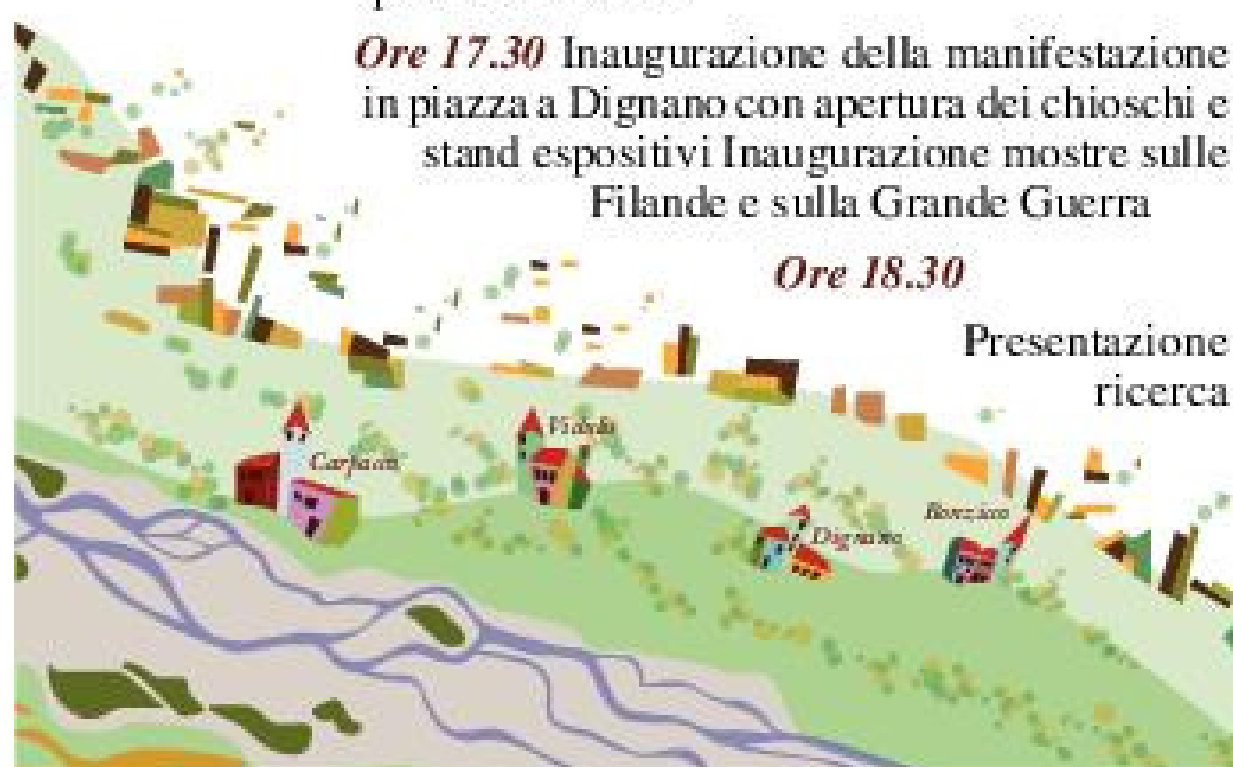 Ore 17.30 Inaugurazione della manifestazione
in piazza a Dignano con apertura dei chioschi e
stand espositivi Inaugurazione mostre sulle
Filande e sulla Grande Guerra
Ore 18.30
Presentazione
ricerca
Carpacco
Vidulis
Dignano
Bonzicco